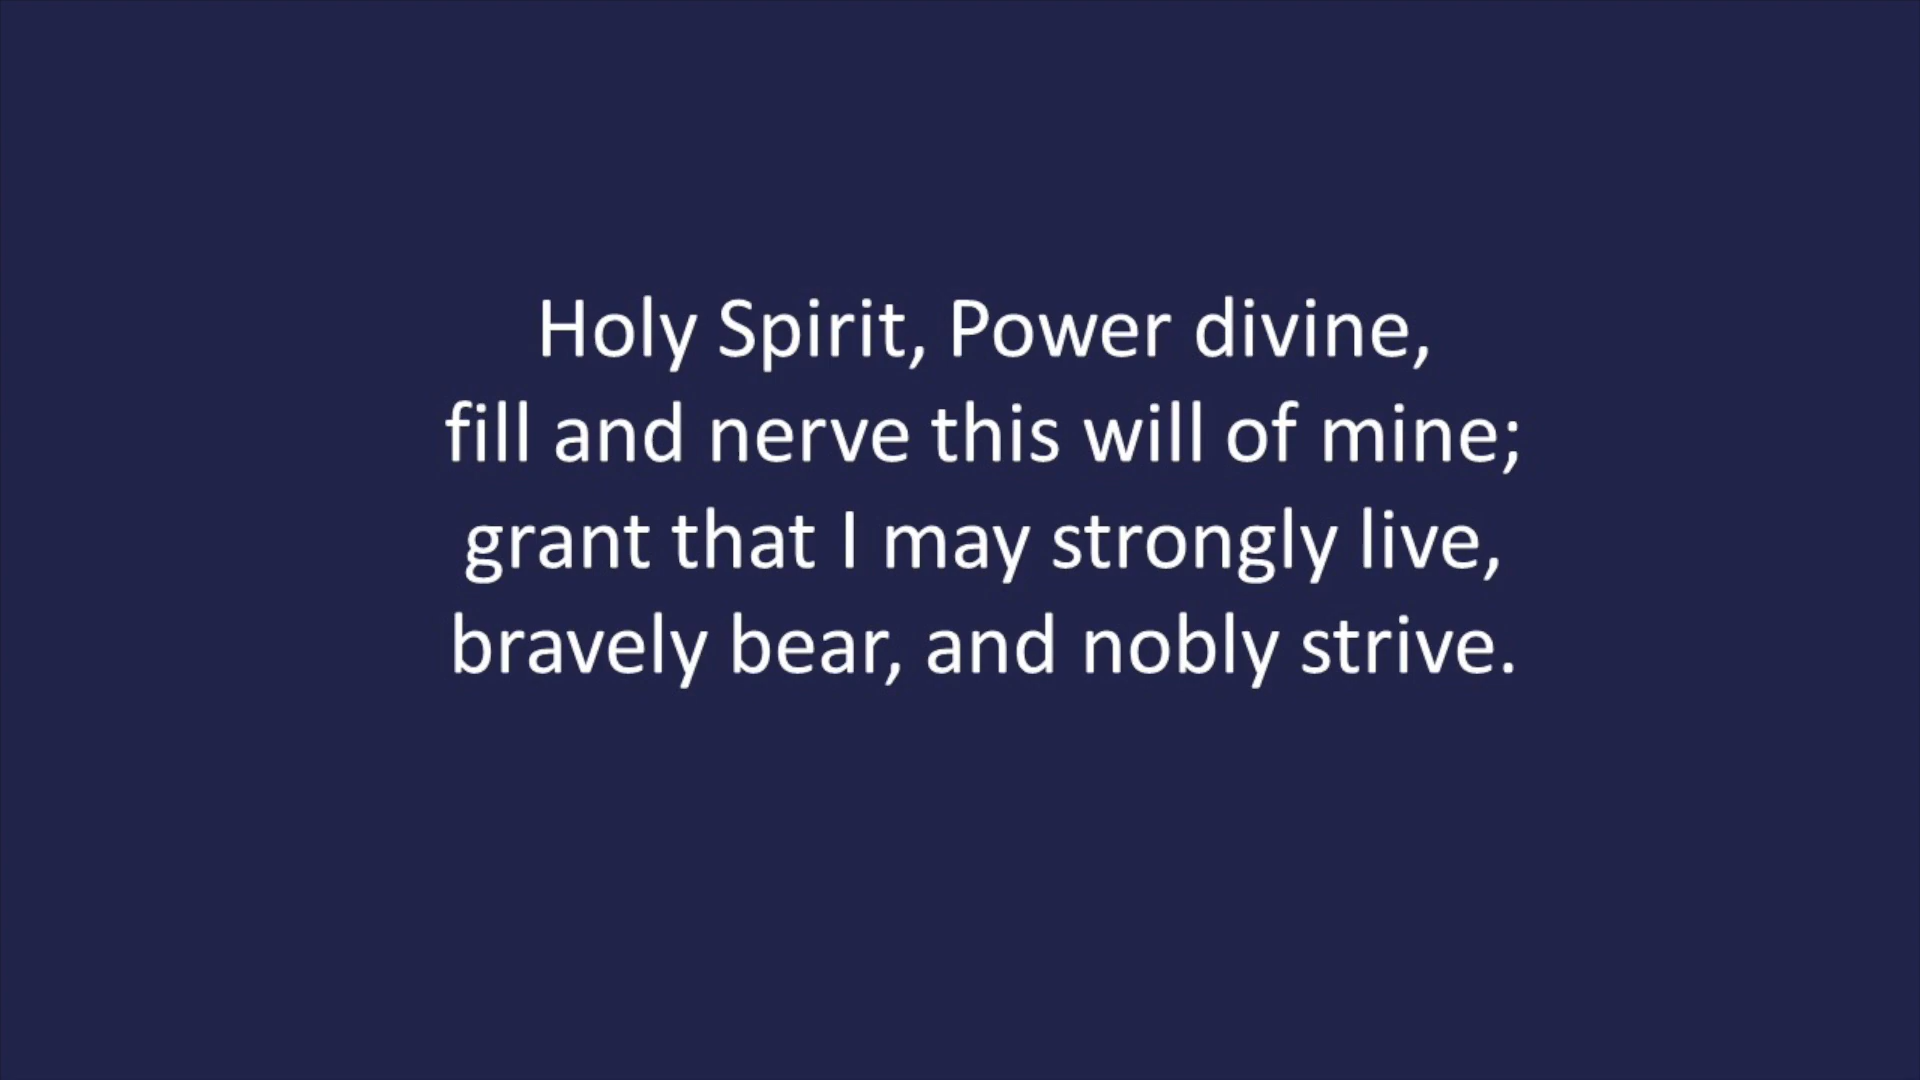 Holy Spirit, Power divine,
fill and nerve this will of mine;
grant that I may strongly live,
bravely bear, and nobly strive.